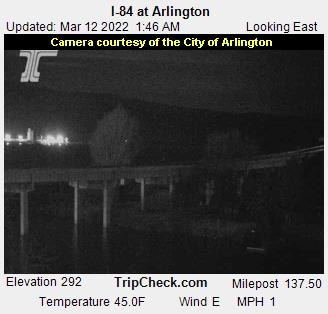 I-84 at Arlington
Updated: Mar 12 2022 1:46 AM Looking East
Camera courtesy of the City of Arlington
Elevation 292 TripCheck.com Milepost 137.50
Temperature 45.0F Wind E MPH 1